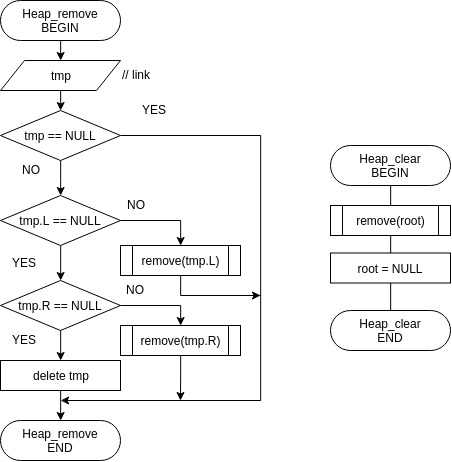 Heap_remove
BEGIN
tmp
// link
YES
tmp == NULL
NO
tmp.L == NULL
NO
YES
remove(tmp.L)
tmp.R == NULL
NO
YES
remove(tmp.R)
delete tmp
Heap_remove
END
Heap_clear
BEGIN
remove(root)
root = NULL
Heap_clear
END